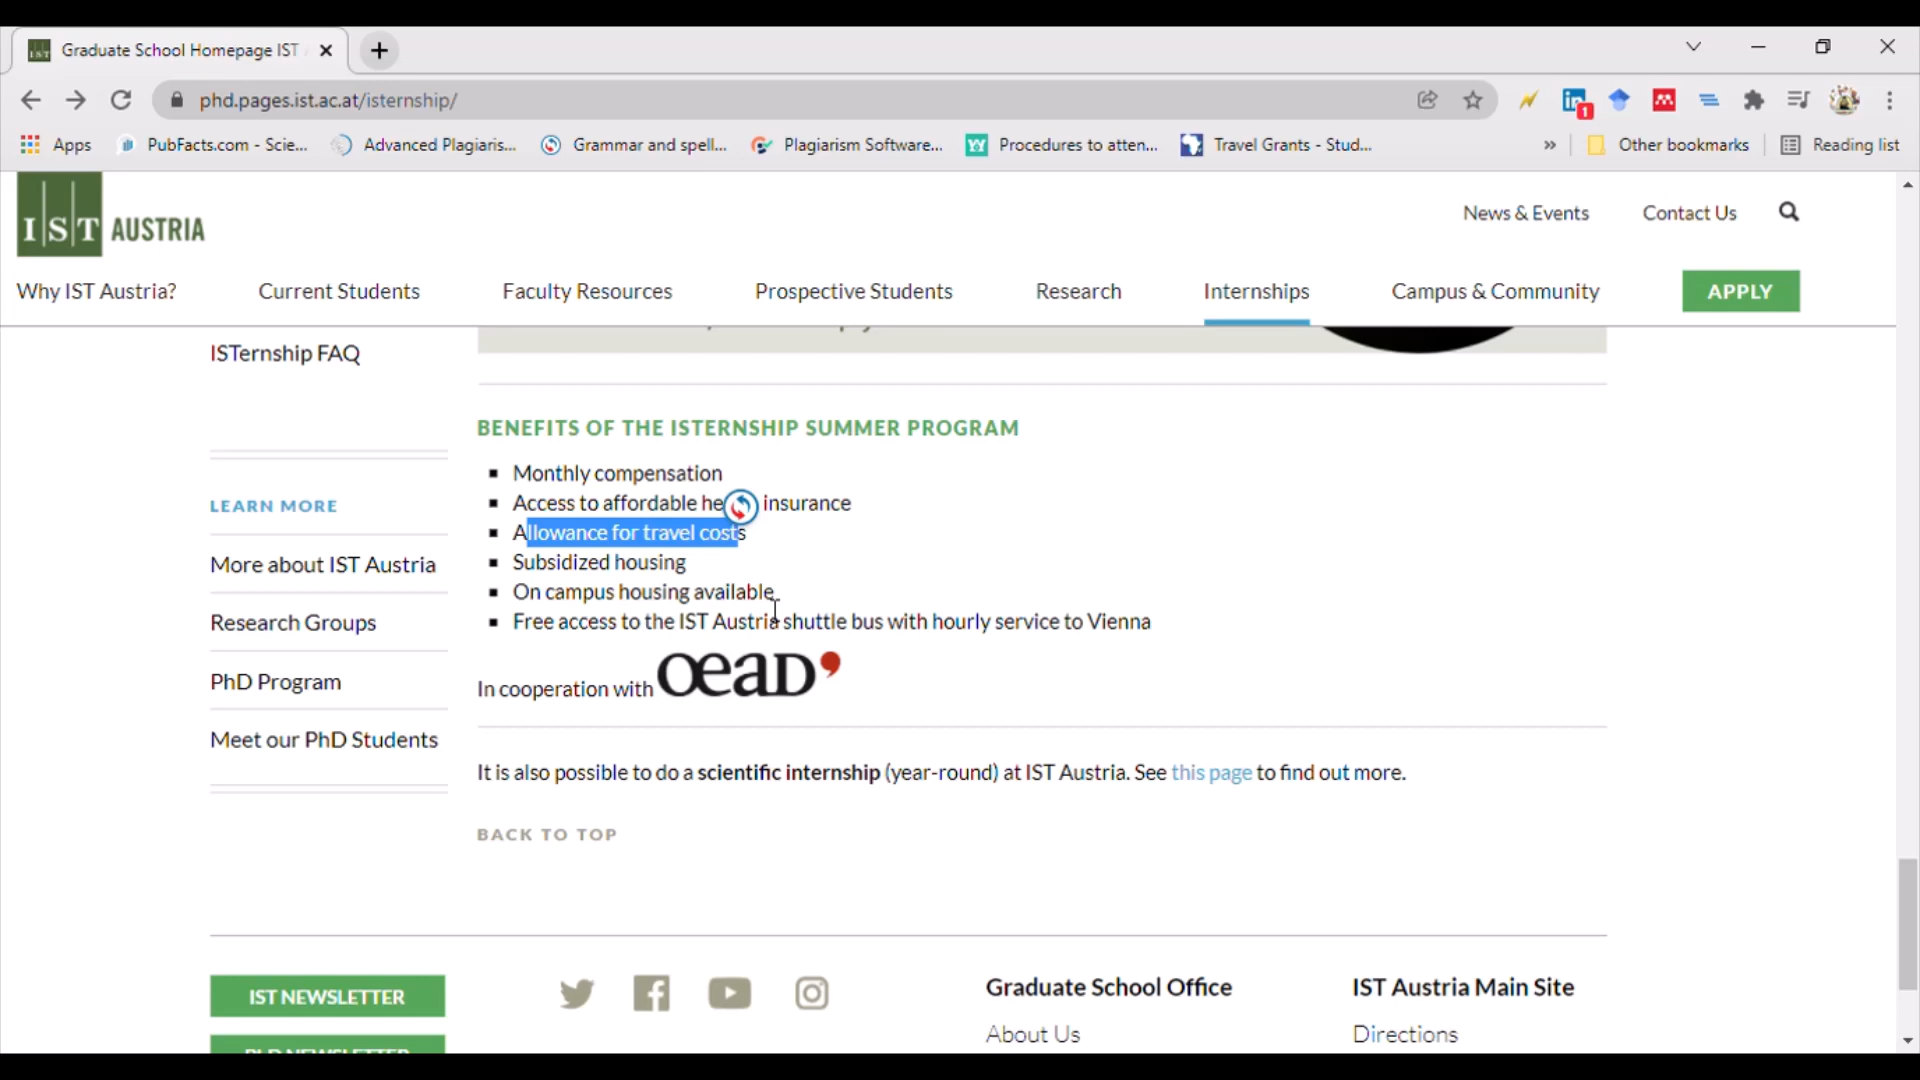 Graduate School Homepage IST
phd.pages.ist.ac.at/isternship/
Apps
PubFacts.com - Scie...
Advanced Plagiaris...
Grammar and spell...
Plagiarism Software...
Procedures to atten...
Travel Grants - Stud...
»
Other bookmarks
Reading list
IST AUSTRIA
News & Events
Contact Us
Why IST Austria?
Current Students
Faculty Resources
Prospective Students
Research
Internships
Campus & Community
APPLY
ISTernship FAQ
LEARN MORE
More about IST Austria
Research Groups
PhD Program
Meet our PhD Students
BENEFITS OF THE ISTERNSHIP SUMMER PROGRAM
Monthly compensation
Access to affordable he insurance
Allowance for travel costs
Subsidized housing
On campus housing available
Free access to the IST Austria shuttle bus with hourly service to Vienna
In cooperation with OeAD'
It is also possible to do a scientific internship (year-round) at IST Austria. See this page to find out more.
BACK TO TOP
IST NEWSLETTER
PhD NEWSLETTER
Graduate School Office
About Us
IST Austria Main Site
Directions